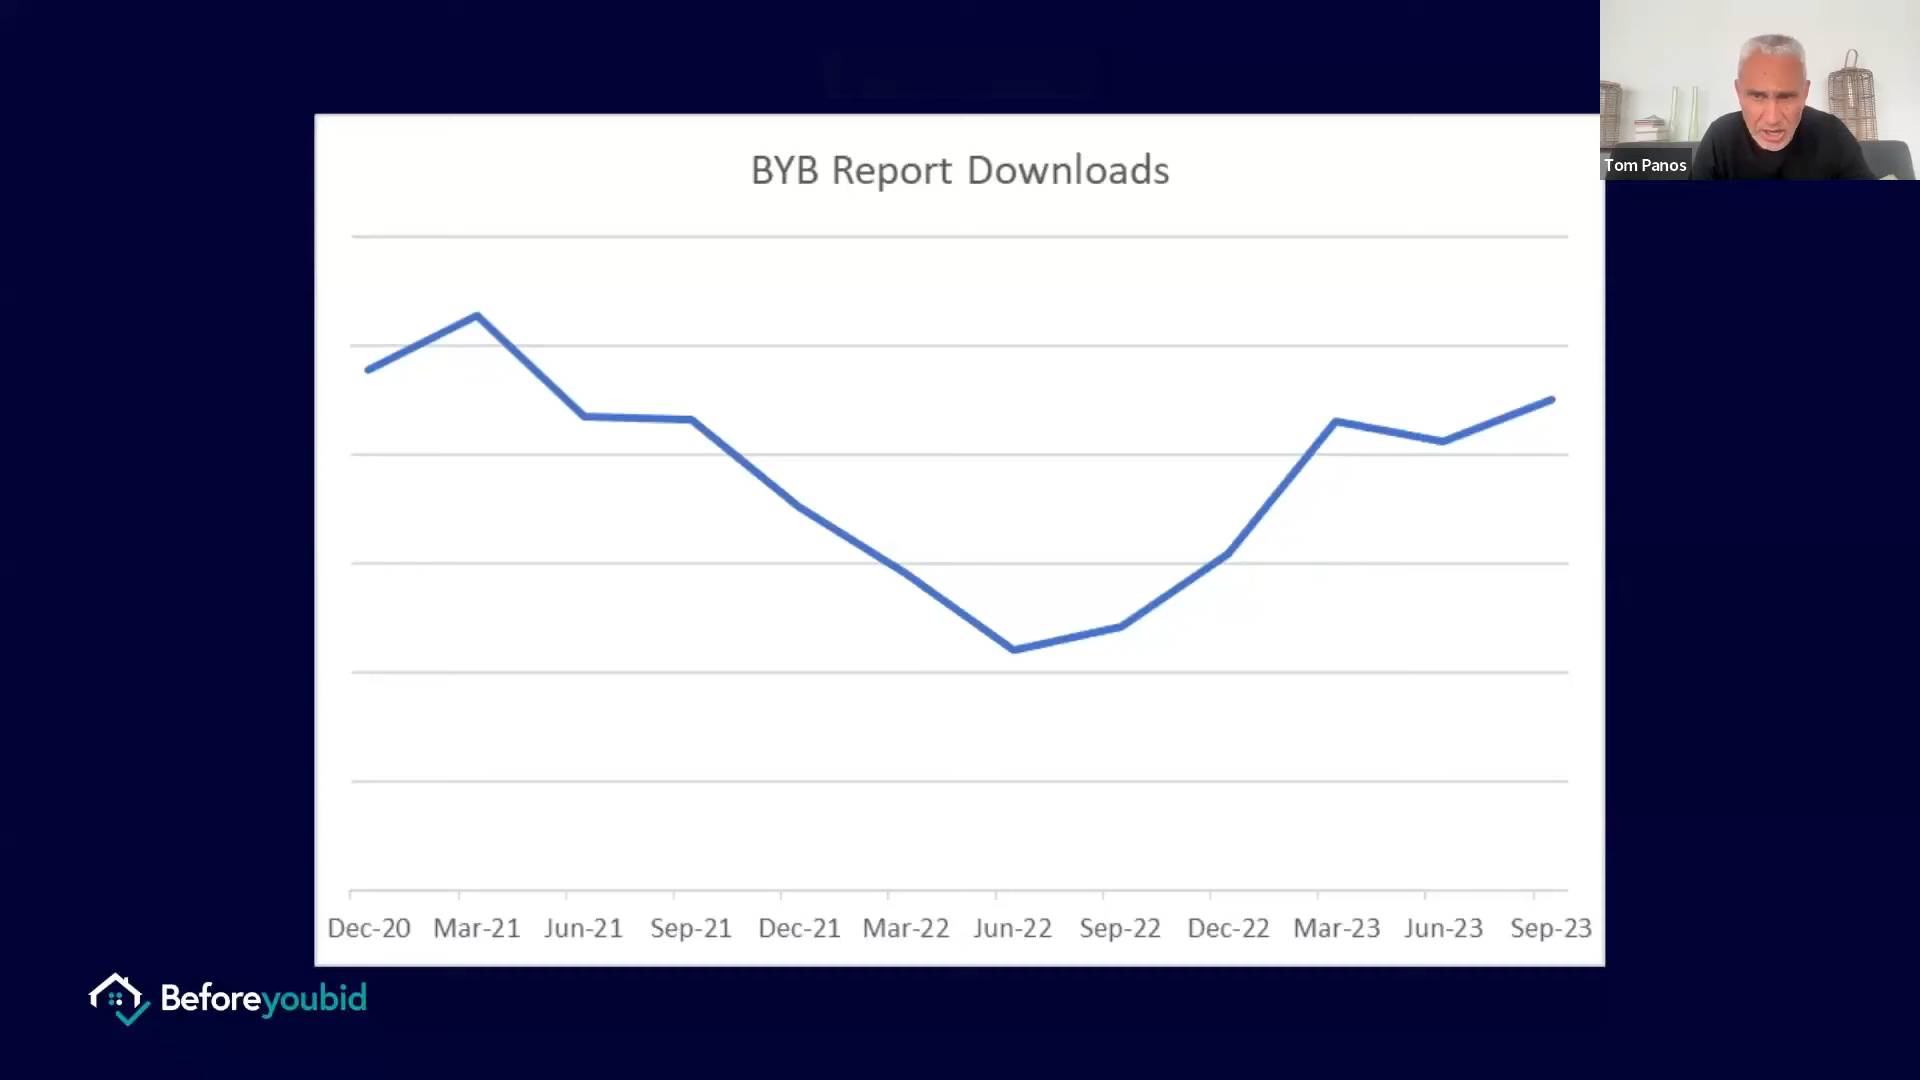 Tom Panos
BYB Report Downloads
Dec-20 Mar-21 Jun-21 Sep-21 Dec-21 Mar-22 Jun-22 Sep-22 Dec-22 Mar-23 Jun-23 Sep-23
Beforeyoubid